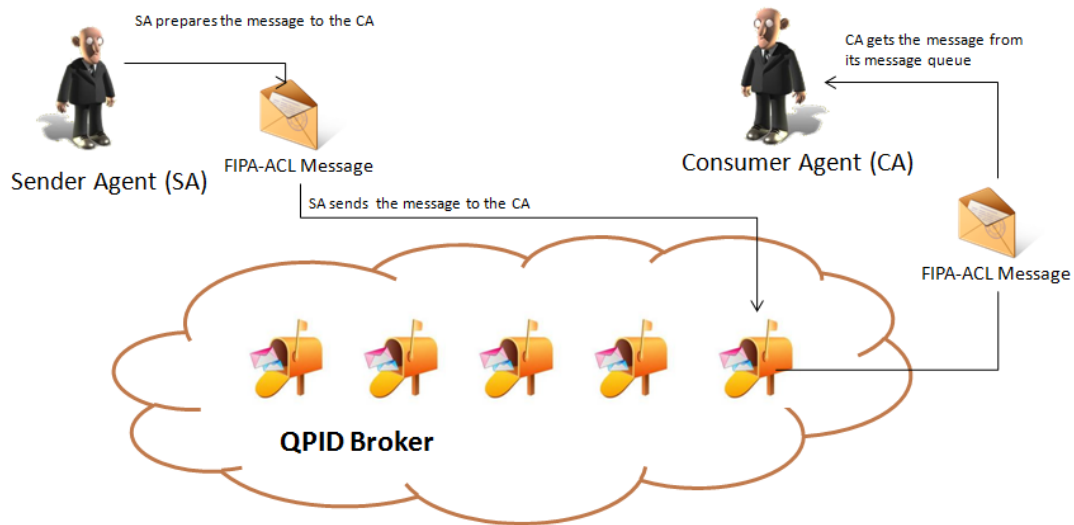 SA prepares the message to the CA
CA gets the message from
its message queue
FIPA-ACL Message
Sender Agent (SA)
Consumer Agent (CA)
SA sends the message to the CA
FIPA-ACL Message
QPID Broker